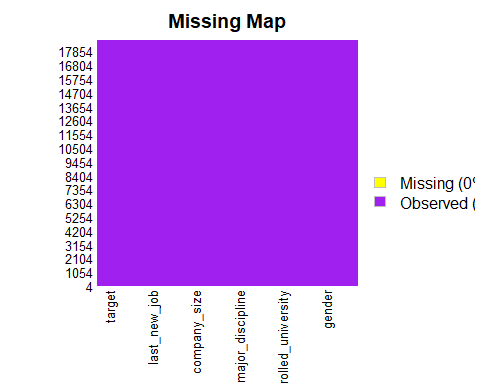 Missing Map
17854
16804
15754
14704
13654
12604
11554
10504
9454
8404
7354
6304
5254
4204
3154
2104
1054
4
Missing (0%
Observed (
target
last_new_job
company_size
major_discipline
rolled_university
gender